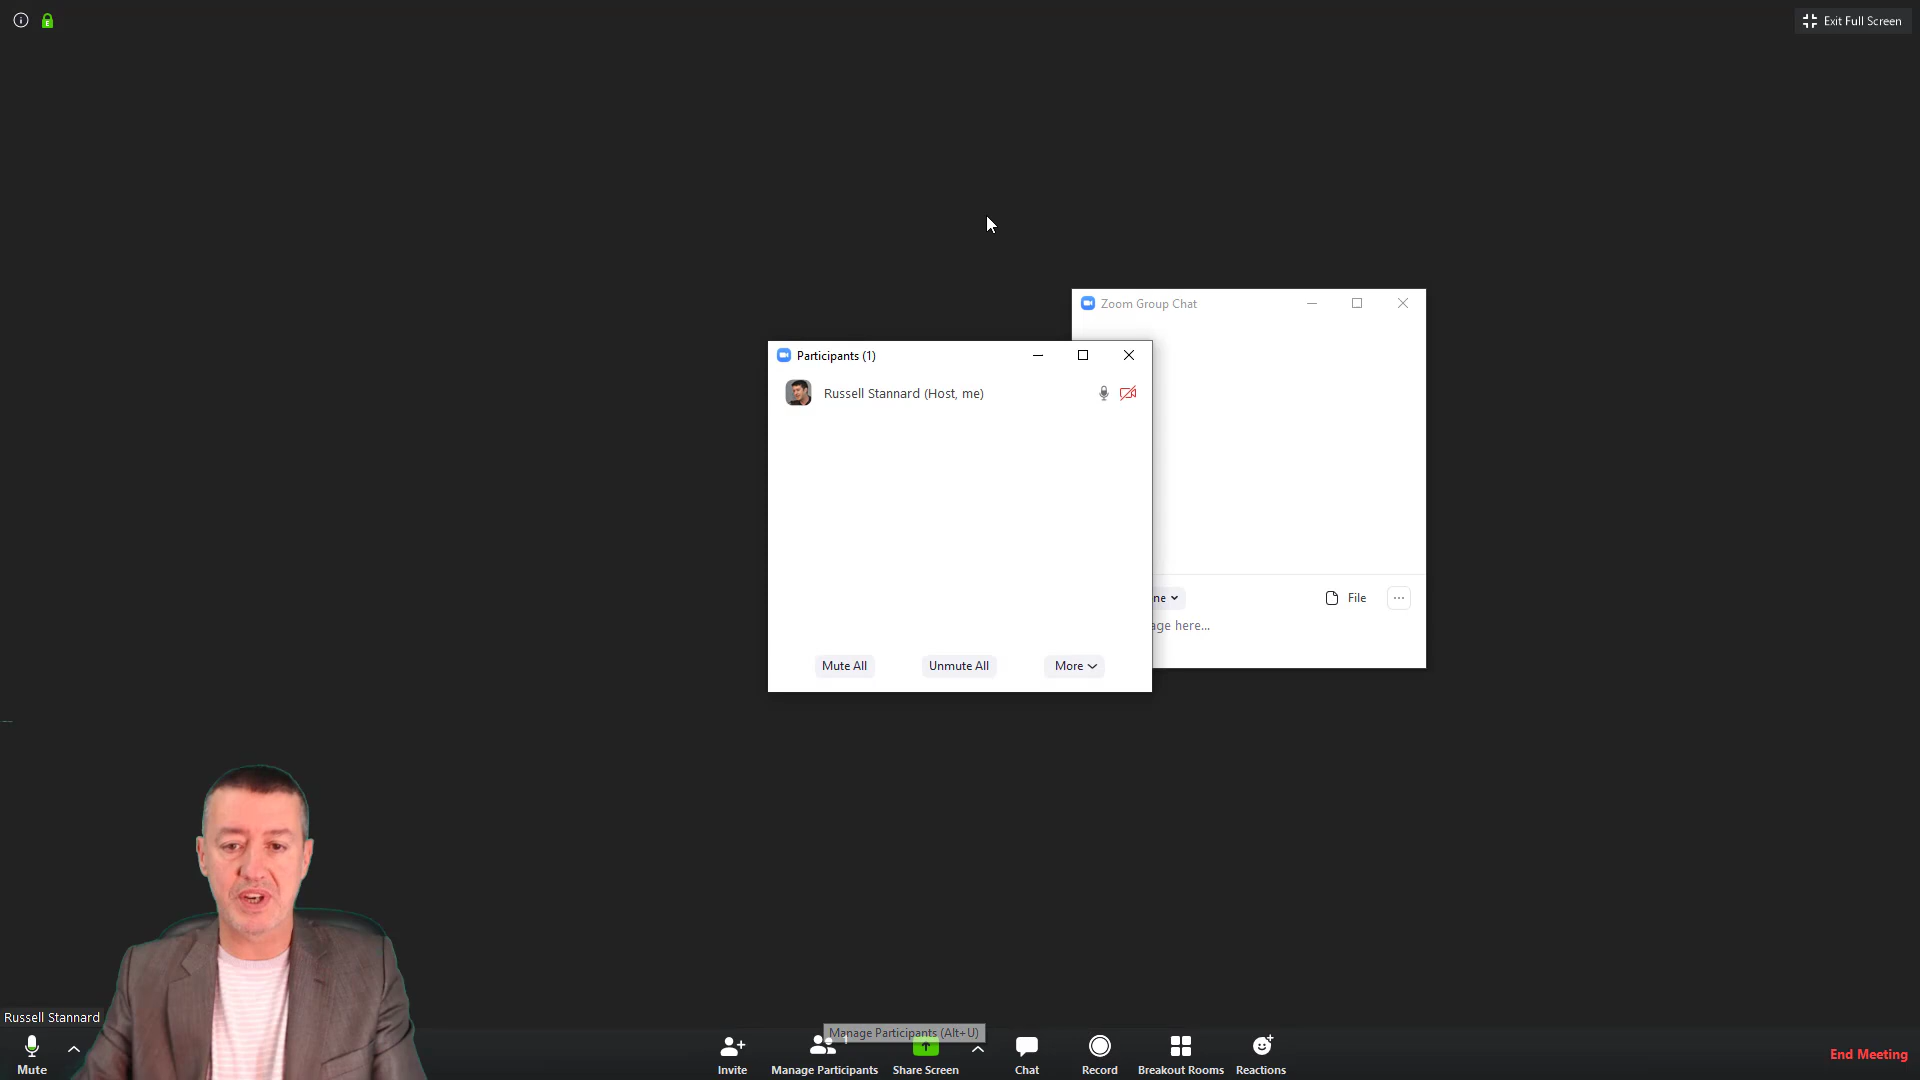 Exit Full Screen
Zoom Group Chat
Participants (1)
Russell Stannard (Host, me)
ne
File
age here...
Mute All
Unmute All
More
Russell Stannard
Manage Participants (Alt+U)
1
Mute
Invite
Manage Participants
Share Screen
Chat
Record
Breakout Rooms
Reactions
End Meeting